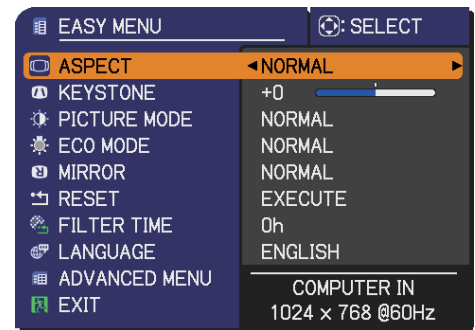 EASY MENU : SELECT
ASPECT NORMAL
KEYSTONE +0
PICTURE MODE NORMAL
ECO MODE NORMAL
MIRROR NORMAL
RESET EXECUTE
FILTER TIME 0h
LANGUAGE ENGLISH
ADVANCED MENU
EXIT
COMPUTER IN
1024 x 768 @60Hz